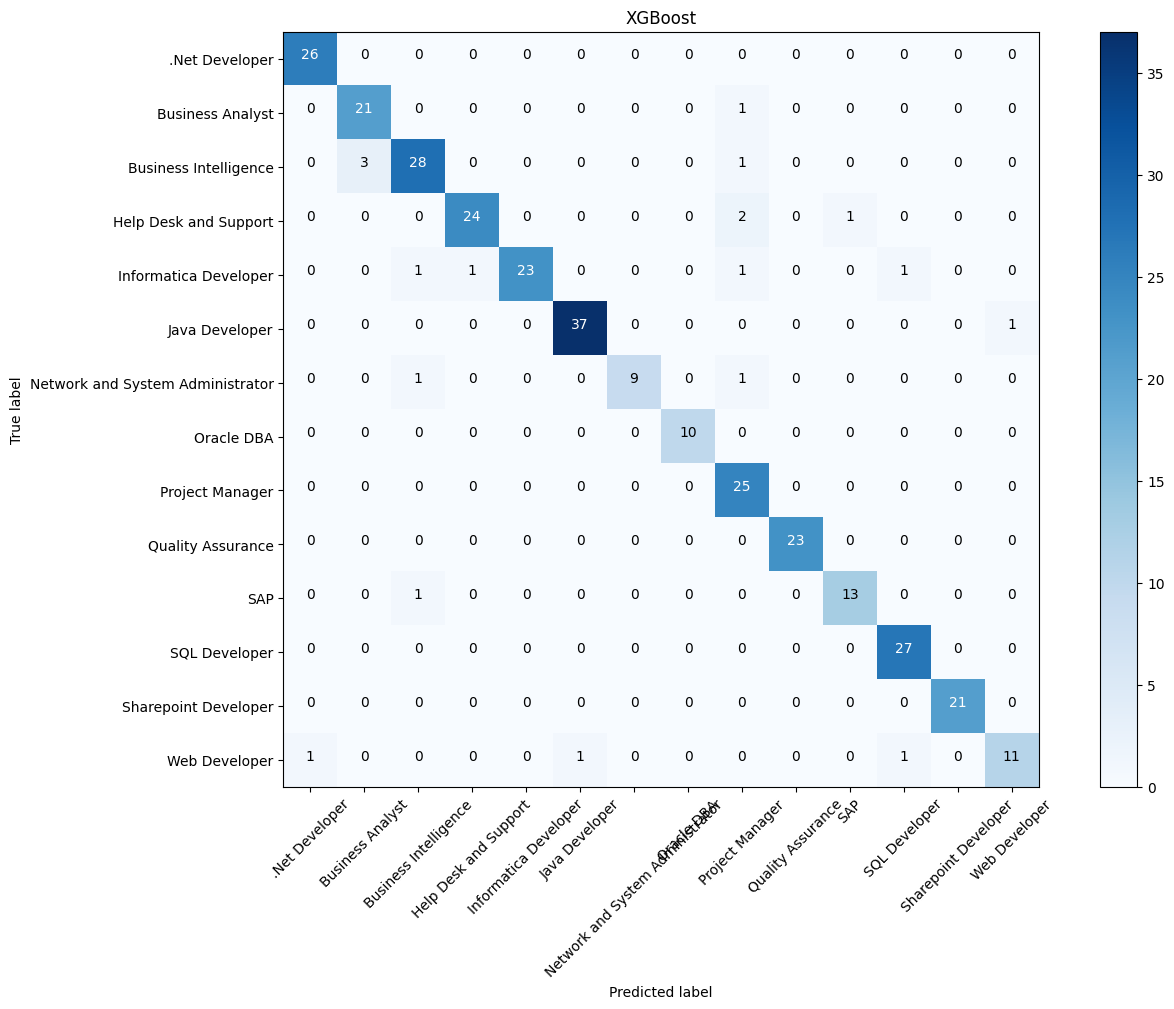 XGBoost
.Net Developer 26 0 0 0 0 0 0 0 0 0 0 0 0 0
Business Analyst 0 21 0 0 0 0 0 0 1 0 0 0 0 0
Business Intelligence 0 3 28 0 0 0 0 0 1 0 0 0 0 0
Help Desk and Support 0 0 0 24 0 0 0 0 2 0 1 0 0 0
Informatica Developer 0 0 1 1 23 0 0 0 1 0 0 1 0 0
Java Developer 0 0 0 0 0 37 0 0 0 0 0 0 0 1
Network and System Administrator 0 0 1 0 0 0 9 0 1 0 0 0 0 0
Oracle DBA 0 0 0 0 0 0 0 10 0 0 0 0 0 0
Project Manager 0 0 0 0 0 0 0 0 25 0 0 0 0 0
Quality Assurance 0 0 0 0 0 0 0 0 0 23 0 0 0 0
SAP 0 0 1 0 0 0 0 0 0 0 13 0 0 0
SQL Developer 0 0 0 0 0 0 0 0 0 0 0 27 0 0
Sharepoint Developer 0 0 0 0 0 0 0 0 0 0 0 0 21 0
Web Developer 1 0 0 0 0 1 0 0 0 0 0 1 0 11
True label
.Net Developer
Business Analyst
Business Intelligence
Help Desk and Support
Informatica Developer
Java Developer
Network and System Administrator
Oracle DBA
Project Manager
Quality Assurance
SAP
SQL Developer
Sharepoint Developer
Web Developer
Predicted label
35
30
25
20
15
10
5
0